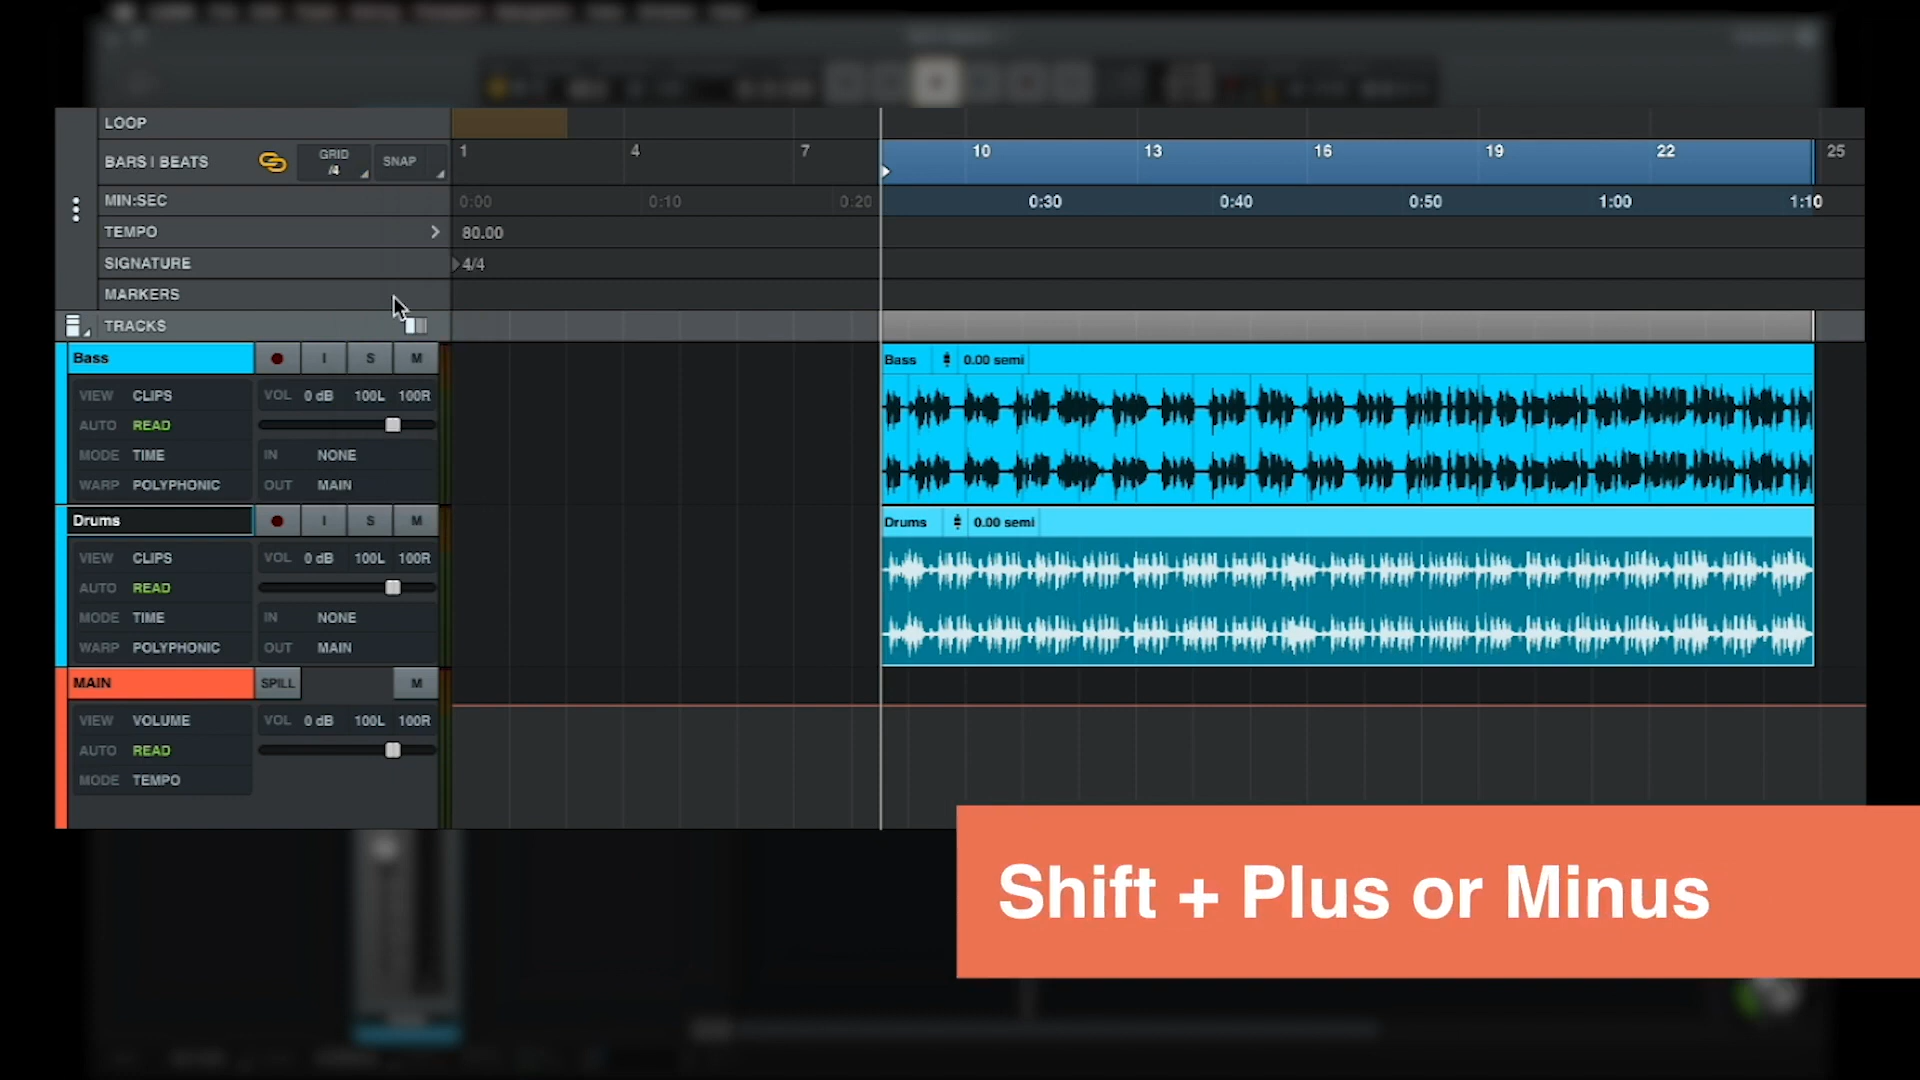 LOOP
BARS | BEATS GRID /4 SNAP 1 4 7 10 13 16 19 22 25
MIN:SEC 0:00 0:10 0:20 0:30 0:40 0:50 1:00 1:10
TEMPO 80.00
SIGNATURE 4/4
MARKERS
TRACKS
Bass I S M Bass 0.00 semi
VIEW CLIPS VOL 0 dB 100L 100R
AUTO READ
MODE TIME IN NONE
WARP POLYPHONIC OUT MAIN
Drums I S M Drums 0.00 semi
VIEW CLIPS VOL 0 dB 100L 100R
AUTO READ
MODE TIME IN NONE
WARP POLYPHONIC OUT MAIN
MAIN SPILL M
VIEW VOLUME VOL 0 dB 100L 100R
AUTO READ
MODE TEMPO
Shift + Plus or Minus